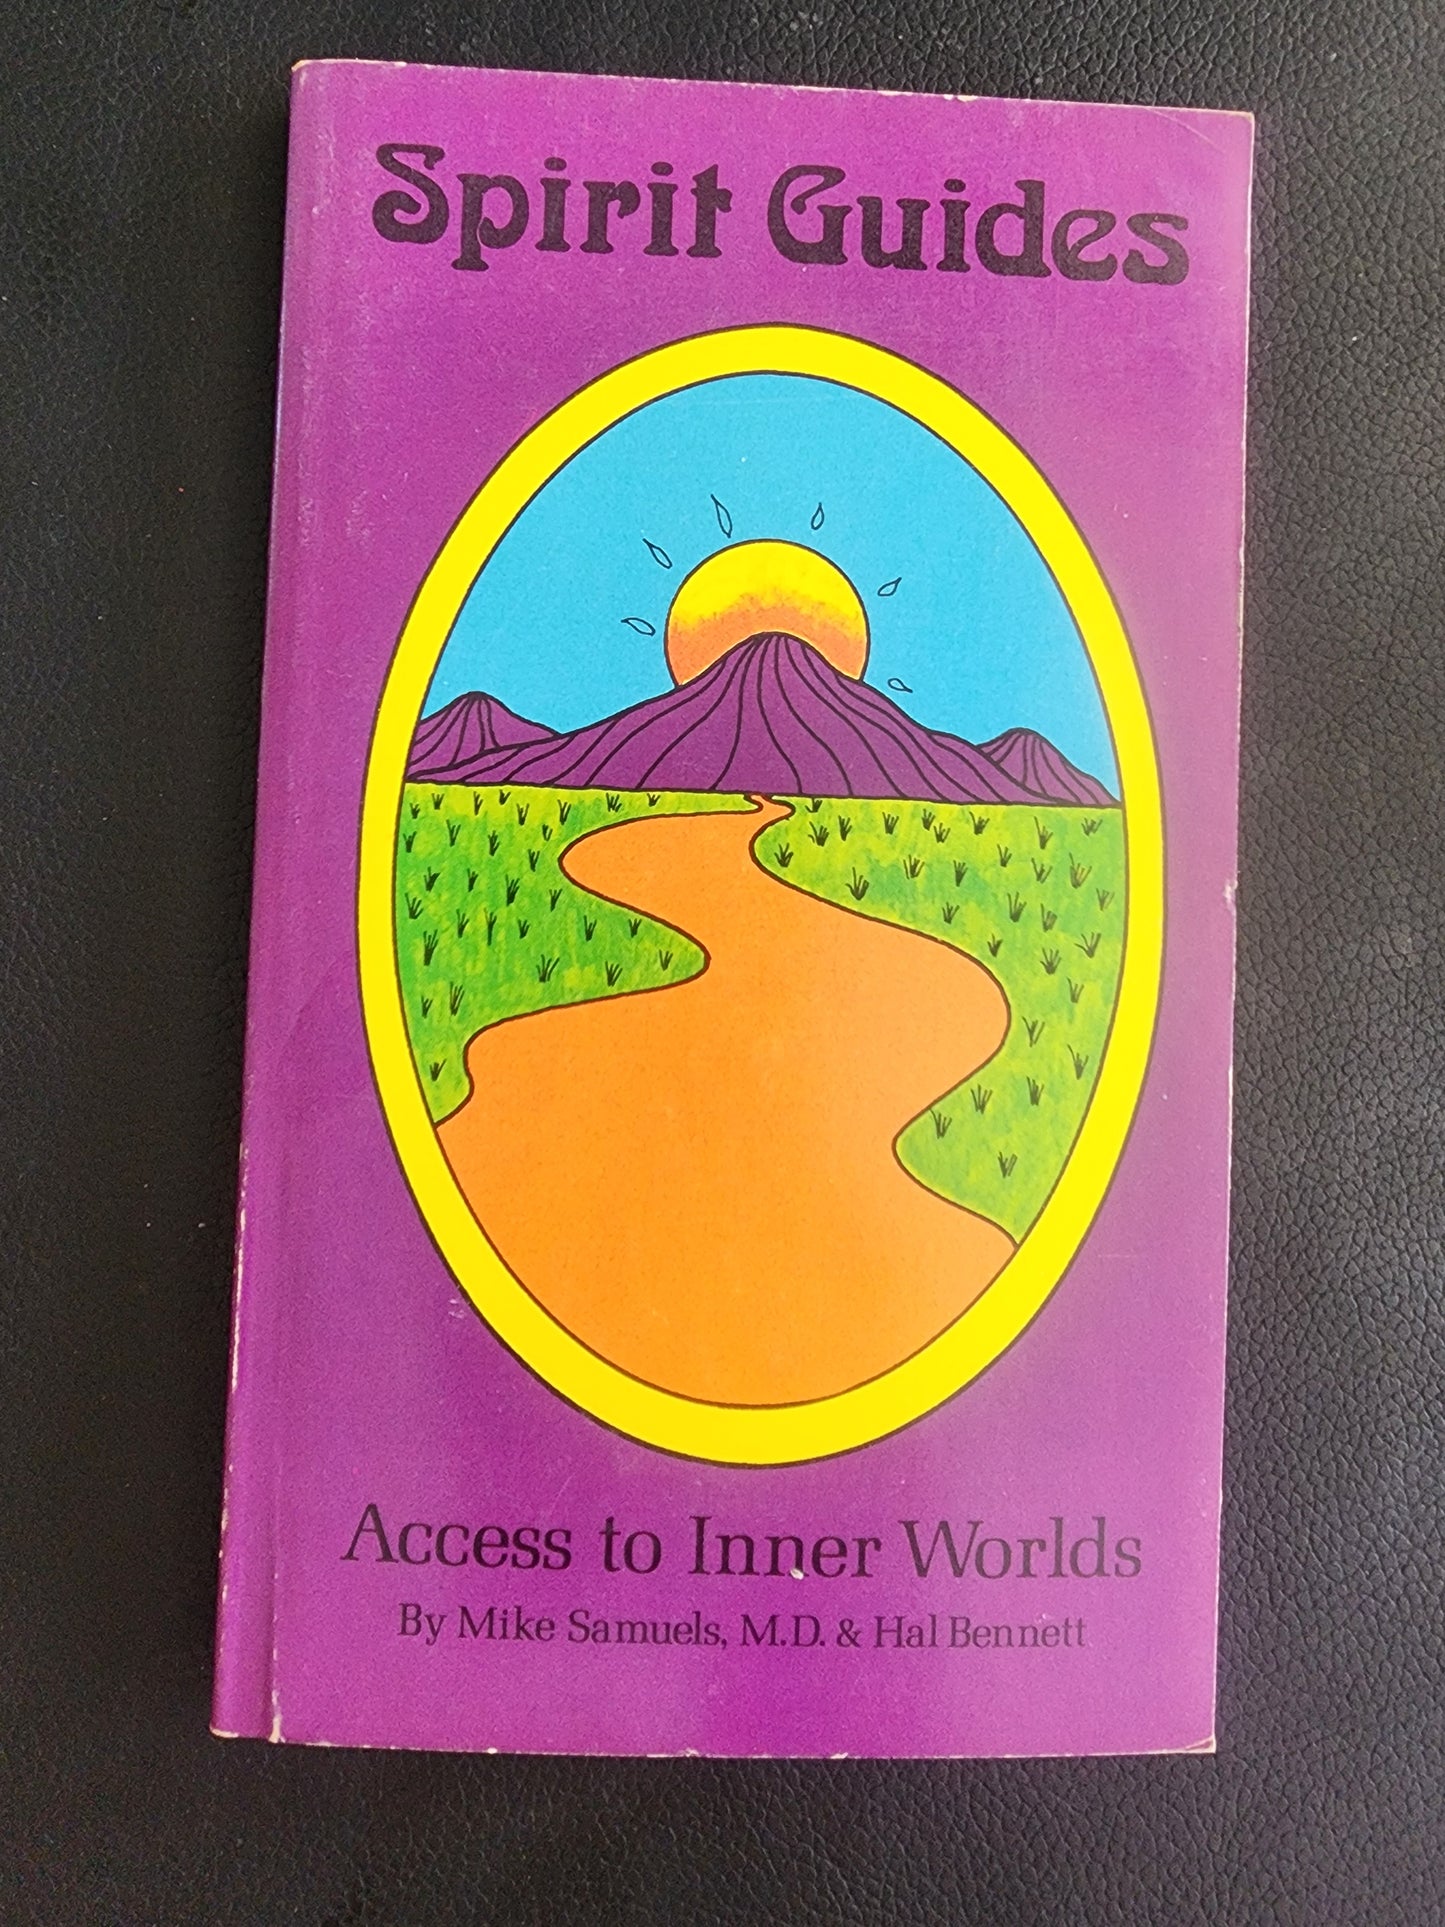 Spirit Guides
Access to Inner Worlds
By Mike Samuels, M.D. & Hal Bennett